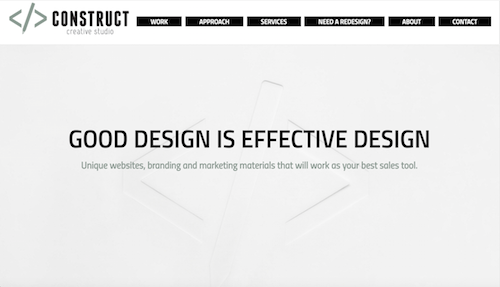 </> CONSTRUCT
creative studio
WORK APPROACH SERVICES NEED A REDESIGN? ABOUT CONTACT
GOOD DESIGN IS EFFECTIVE DESIGN
Unique websites, branding and marketing materials that will work as your best sales tool.